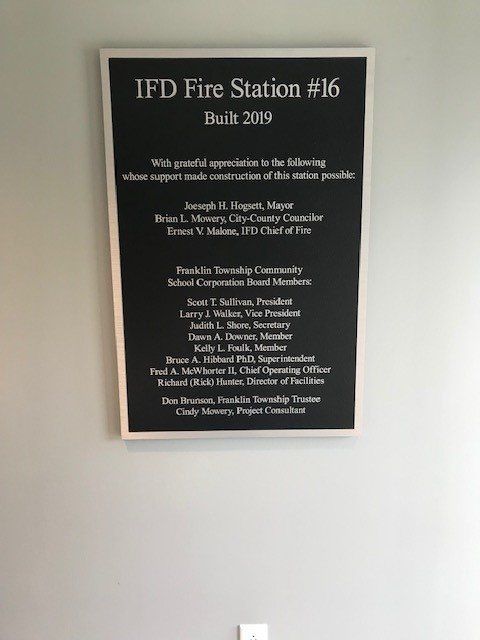 IFD Fire Station #16
Built 2019
With grateful appreciation to the following
whose support made construction of this station possible:
Joeseph H. Hogsett, Mayor
Brian L. Mowery, City-County Councilor
Ernest V. Malone, IFD Chief of Fire
Franklin Township Community
School Corporation Board Members:
Scott T. Sullivan, President
Larry J. Walker, Vice President
Judith L. Shore, Secretary
Dawn A. Downer, Member
Kelly L. Foulk, Member
Bruce A. Hibbard PhD, Superintendent
Fred A. McWhorter II, Chief Operating Officer
Richard (Rick) Hunter, Director of Facilities
Don Brunson, Franklin Township Trustee
Cindy Mowery, Project Consultant